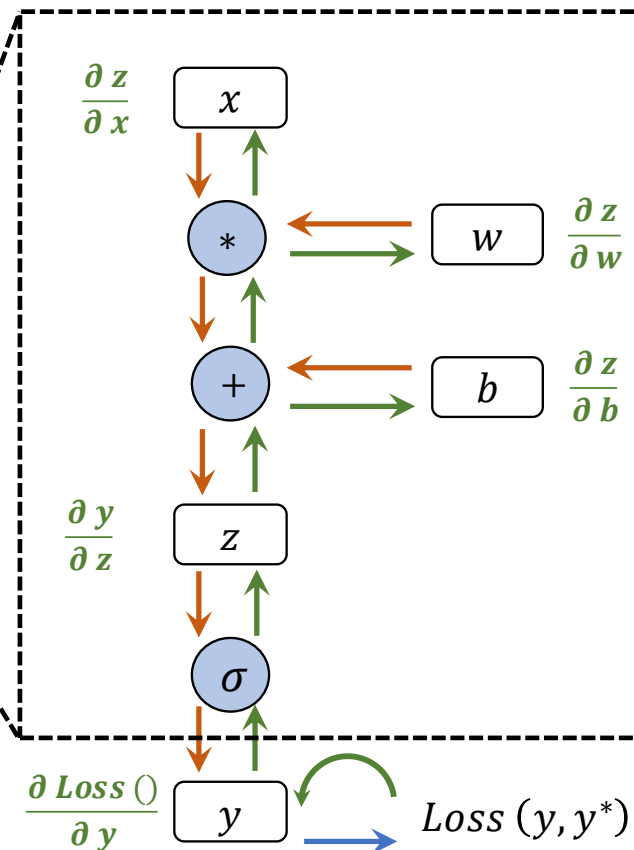 ∂ z / ∂ x
x
*
w
∂ z / ∂ w
+
b
∂ z / ∂ b
∂ y / ∂ z
z
σ
∂ Loss () / ∂ y
y
Loss (y, y*)